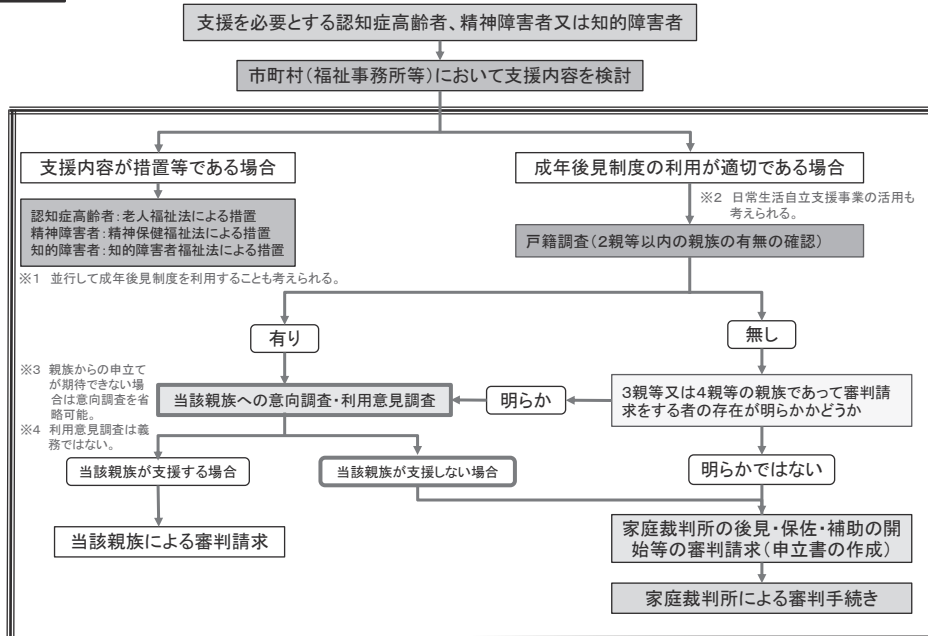 支援を必要とする認知症高齢者、精神障害者又は知的障害者
市町村(福祉事務所等)において支援内容を検討
支援内容が措置等である場合
成年後見制度の利用が適切である場合
認知症高齢者:老人福祉法による措置
精神障害者:精神保健福祉法による措置
知的障害者:知的障害者福祉法による措置
※1 並行して成年後見制度を利用することも考えられる。
※2 日常生活自立支援事業の活用も
考えられる。
戸籍調査(2親等以内の親族の有無の確認)
有り
無し
※3 親族からの申立て
が期待できない場
合は意向調査を省
略可能。
※4 利用意見調査は義
務ではない。
当該親族への意向調査・利用意見調査
明らか
3親等又は4親等の親族であって審判請
求をする者の存在が明らかかどうか
当該親族が支援する場合
当該親族が支援しない場合
明らかではない
当該親族による審判請求
家庭裁判所の後見・保佐・補助の開
始等の審判請求(申立書の作成)
家庭裁判所による審判手続き